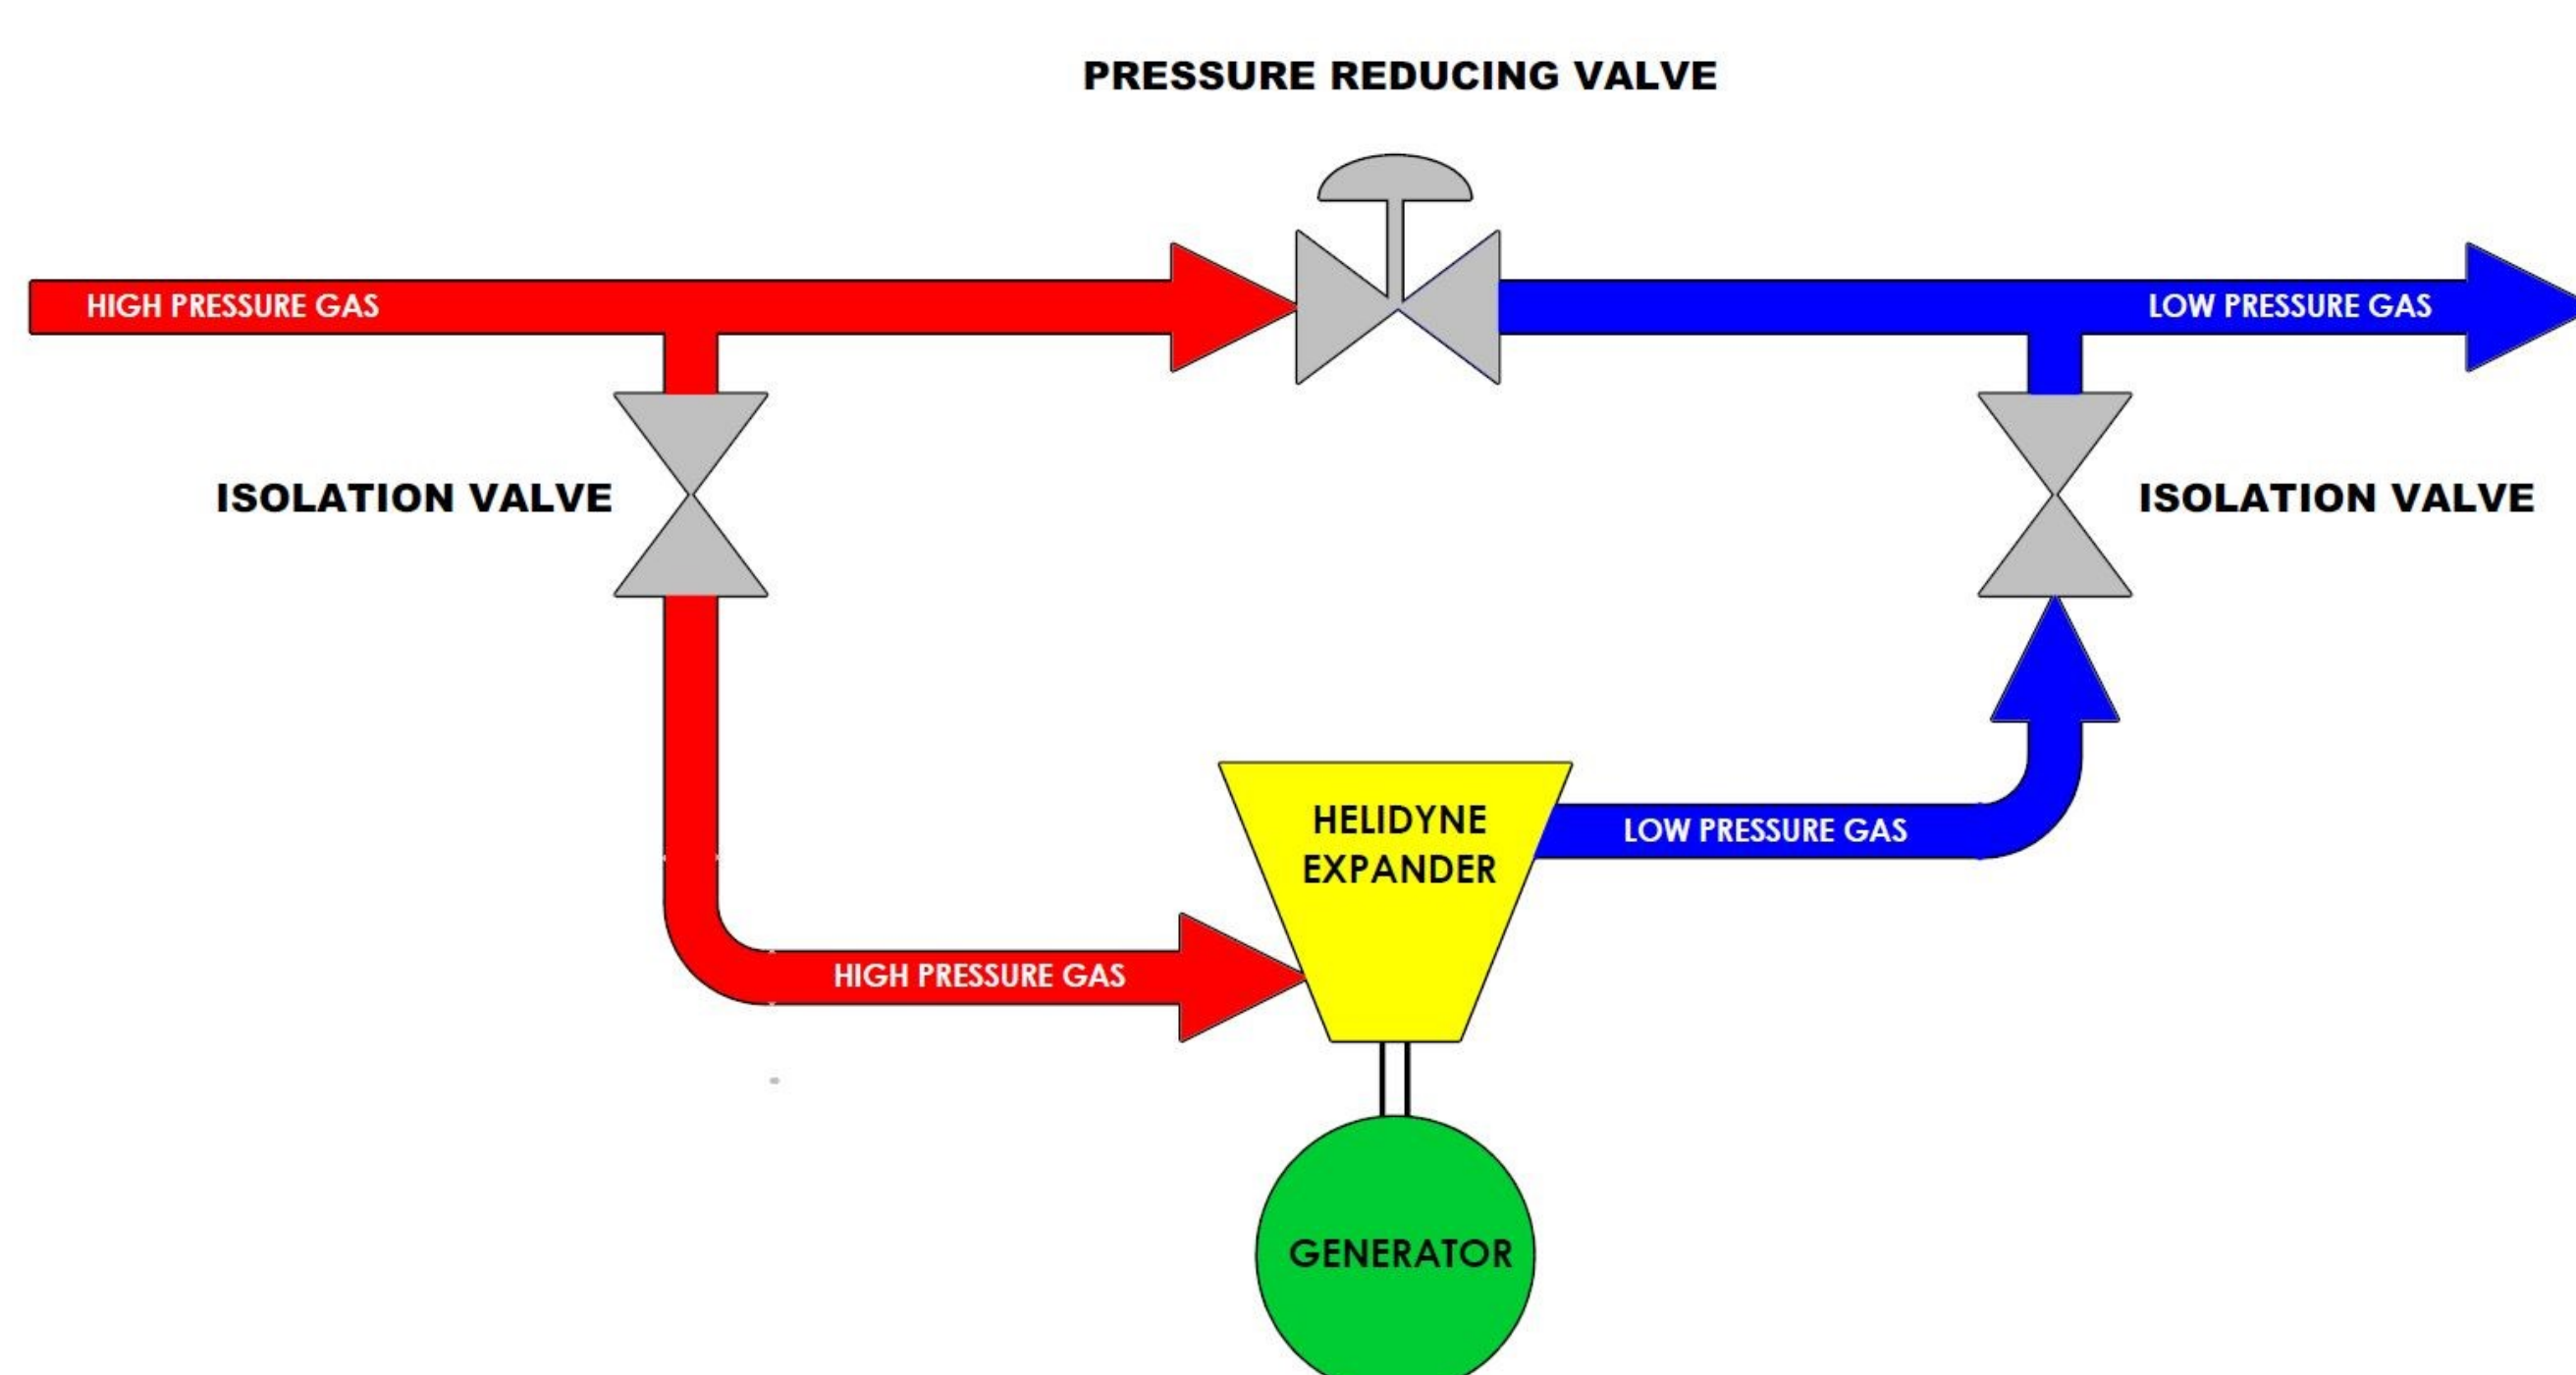 PRESSURE REDUCING VALVE
HIGH PRESSURE GAS
LOW PRESSURE GAS
ISOLATION VALVE
ISOLATION VALVE
HELIDYNE
EXPANDER
LOW PRESSURE GAS
HIGH PRESSURE GAS
GENERATOR